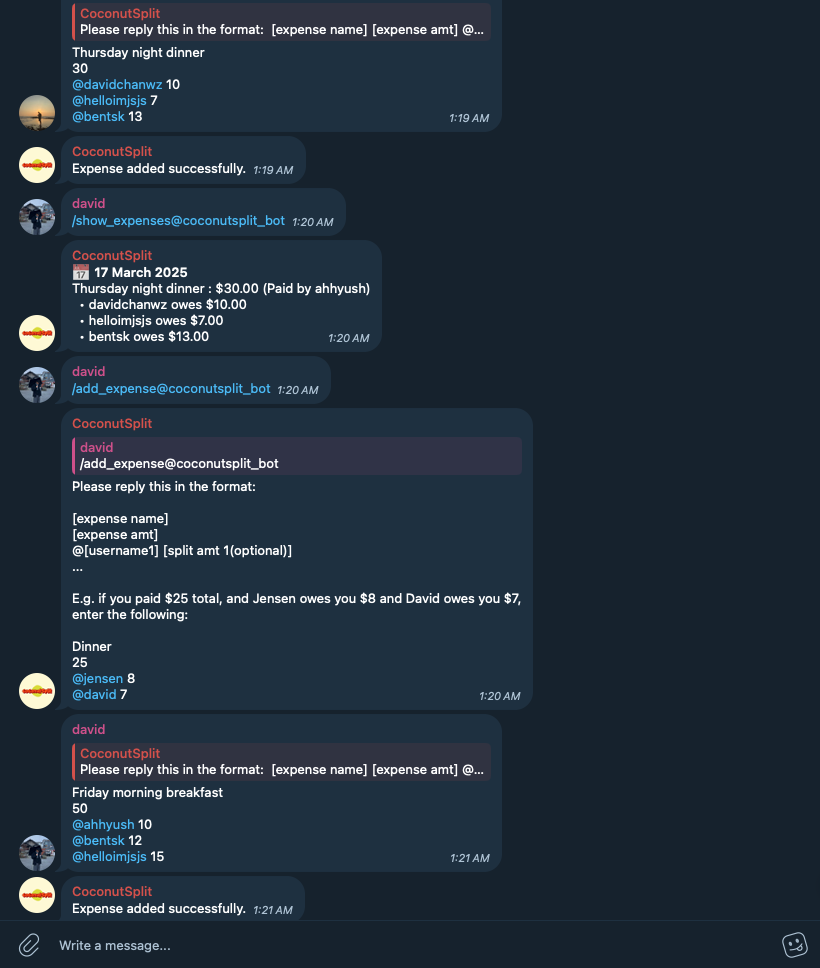 CoconutSplit
Please reply this in the format:  [expense name] [expense amt] @...
Thursday night dinner
30
@davidchanwz 10
@helloimjsjs 7
@bentsk 13
1:19 AM
CoconutSplit
Expense added successfully. 1:19 AM
david
/show_expenses@coconutsplit_bot 1:20 AM
CoconutSplit
17 March 2025
Thursday night dinner : $30.00 (Paid by ahhyush)
• davidchanwz owes $10.00
• helloimjsjs owes $7.00
• bentsk owes $13.00
1:20 AM
david
/add_expense@coconutsplit_bot 1:20 AM
CoconutSplit
david
/add_expense@coconutsplit_bot
Please reply this in the format:
[expense name]
[expense amt]
@[username1] [split amt 1(optional)]
...
E.g. if you paid $25 total, and Jensen owes you $8 and David owes you $7,
enter the following:
Dinner
25
@jensen 8
@david 7
1:20 AM
david
CoconutSplit
Please reply this in the format:  [expense name] [expense amt] @...
Friday morning breakfast
50
@ahhyush 10
@bentsk 12
@helloimjsjs 15
1:21 AM
CoconutSplit
Expense added successfully. 1:21 AM
Write a message...